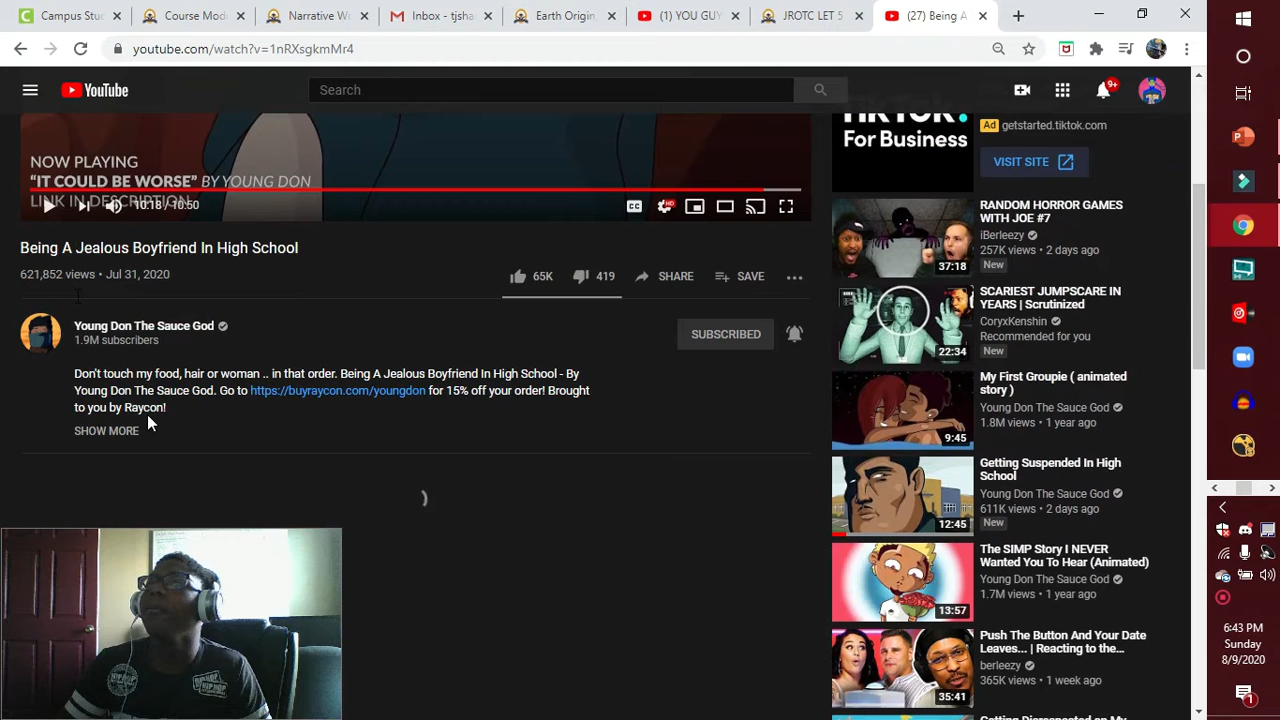 Campus Stud
Course Mod
Narrative W
Inbox - tjsha
Earth Origin
(1) YOU GUY
JROTC LET 5
(27) Being A
youtube.com/watch?v=1nRXsgkmMr4
YouTube
Search
9+
NOW PLAYING
“IT COULD BE WORSE” BY YOUNG DON
LINK IN DESCRIPTION
10:18 / 10:50
CC
HD
Being A Jealous Boyfriend In High School
621,852 views • Jul 31, 2020
65K
419
SHARE
SAVE
Young Don The Sauce God
1.9M subscribers
SUBSCRIBED
Don't touch my food, hair or woman .. in that order. Being A Jealous Boyfriend In High School - By
Young Don The Sauce God. Go to https://buyraycon.com/youngdon for 15% off your order! Brought
to you by Raycon!
SHOW MORE
TikTok:
For Business
Ad getstarted.tiktok.com
VISIT SITE
RANDOM HORROR GAMES
WITH JOE #7
iBerleezy
257K views • 2 days ago
New
37:18
SCARIEST JUMPSCARE IN
YEARS | Scrutinized
CoryxKenshin
Recommended for you
New
22:34
My First Groupie ( animated
story )
Young Don The Sauce God
1.8M views • 1 year ago
9:45
Getting Suspended In High
School
Young Don The Sauce God
611K views • 2 days ago
New
12:45
The SIMP Story I NEVER
Wanted You To Hear (Animated)
Young Don The Sauce God
1.7M views • 1 year ago
13:57
Push The Button And Your Date
Leaves... | Reacting to the...
berleezy
365K views • 1 week ago
35:41
6:43 PM
Sunday
8/9/2020
1